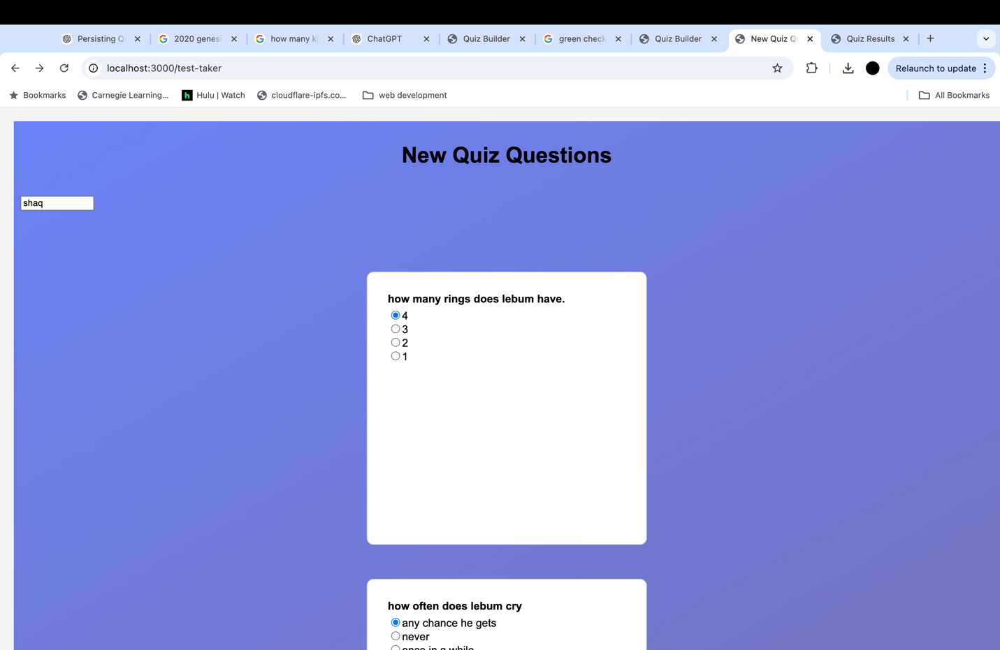 Persisting Q
2020 genesi
how many ki
ChatGPT
Quiz Builder
green check
Quiz Builder
New Quiz Q
Quiz Results
localhost:3000/test-taker
Relaunch to update
Bookmarks
Carnegie Learning...
h Hulu | Watch
cloudflare-ipfs.co...
web development
All Bookmarks
New Quiz Questions
shaq
how many rings does lebum have.
4
3
2
1
how often does lebum cry
any chance he gets
never
once in a while